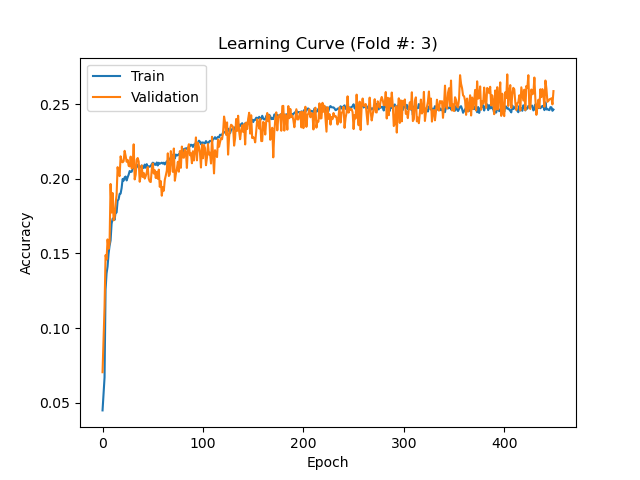 Learning Curve (Fold #: 3)
Train
Validation
0.25
0.20
0.15
0.10
0.05
Accuracy
0 100 200 300 400
Epoch